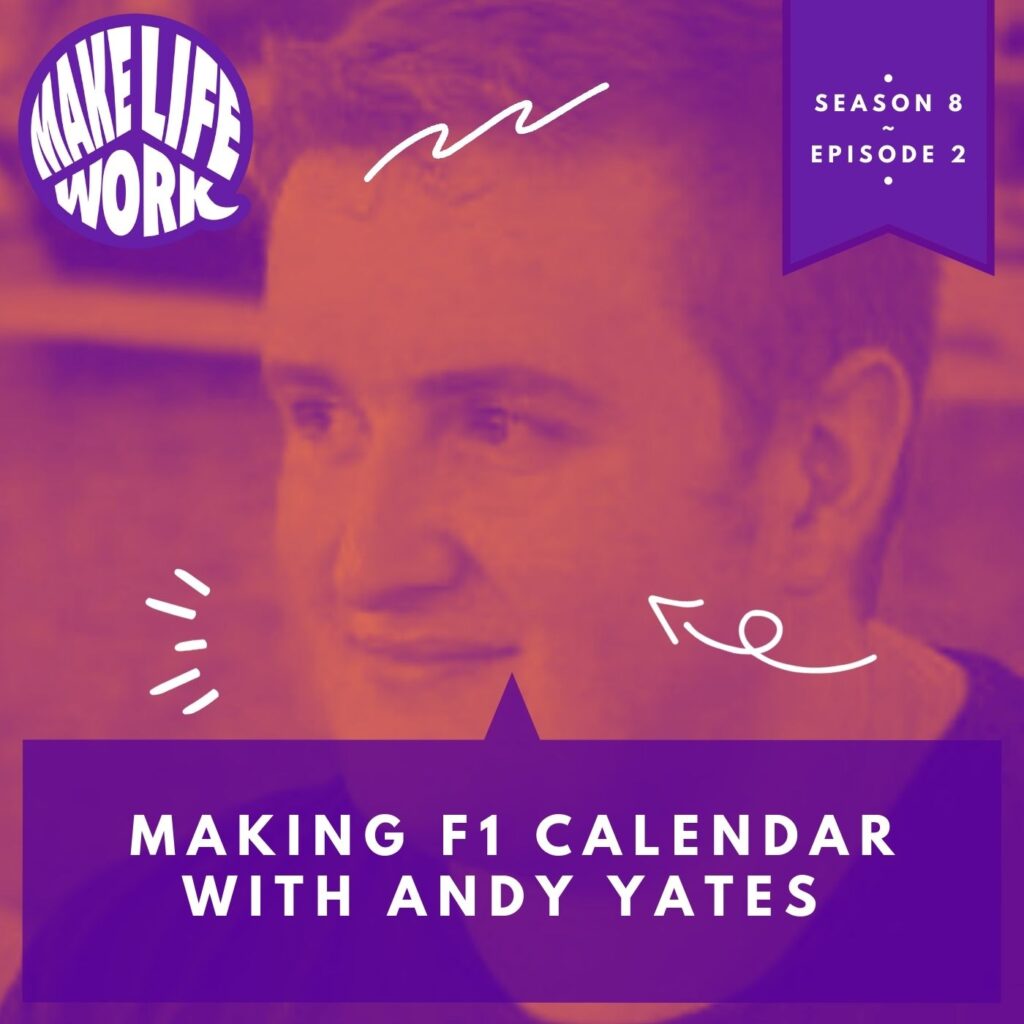 MAKE LIFE
WORK
SEASON 8
~
EPISODE 2
MAKING F1 CALENDAR
WITH ANDY YATES